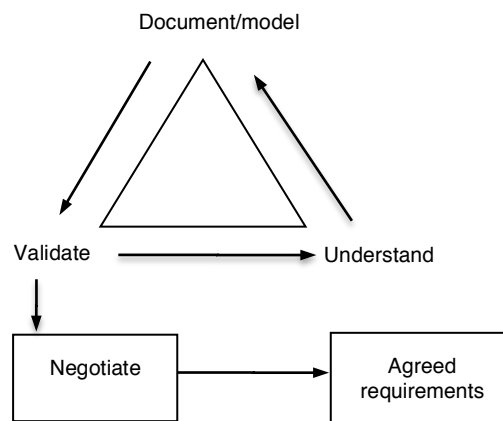 Document/model
Validate
Understand
Negotiate
Agreed
requirements